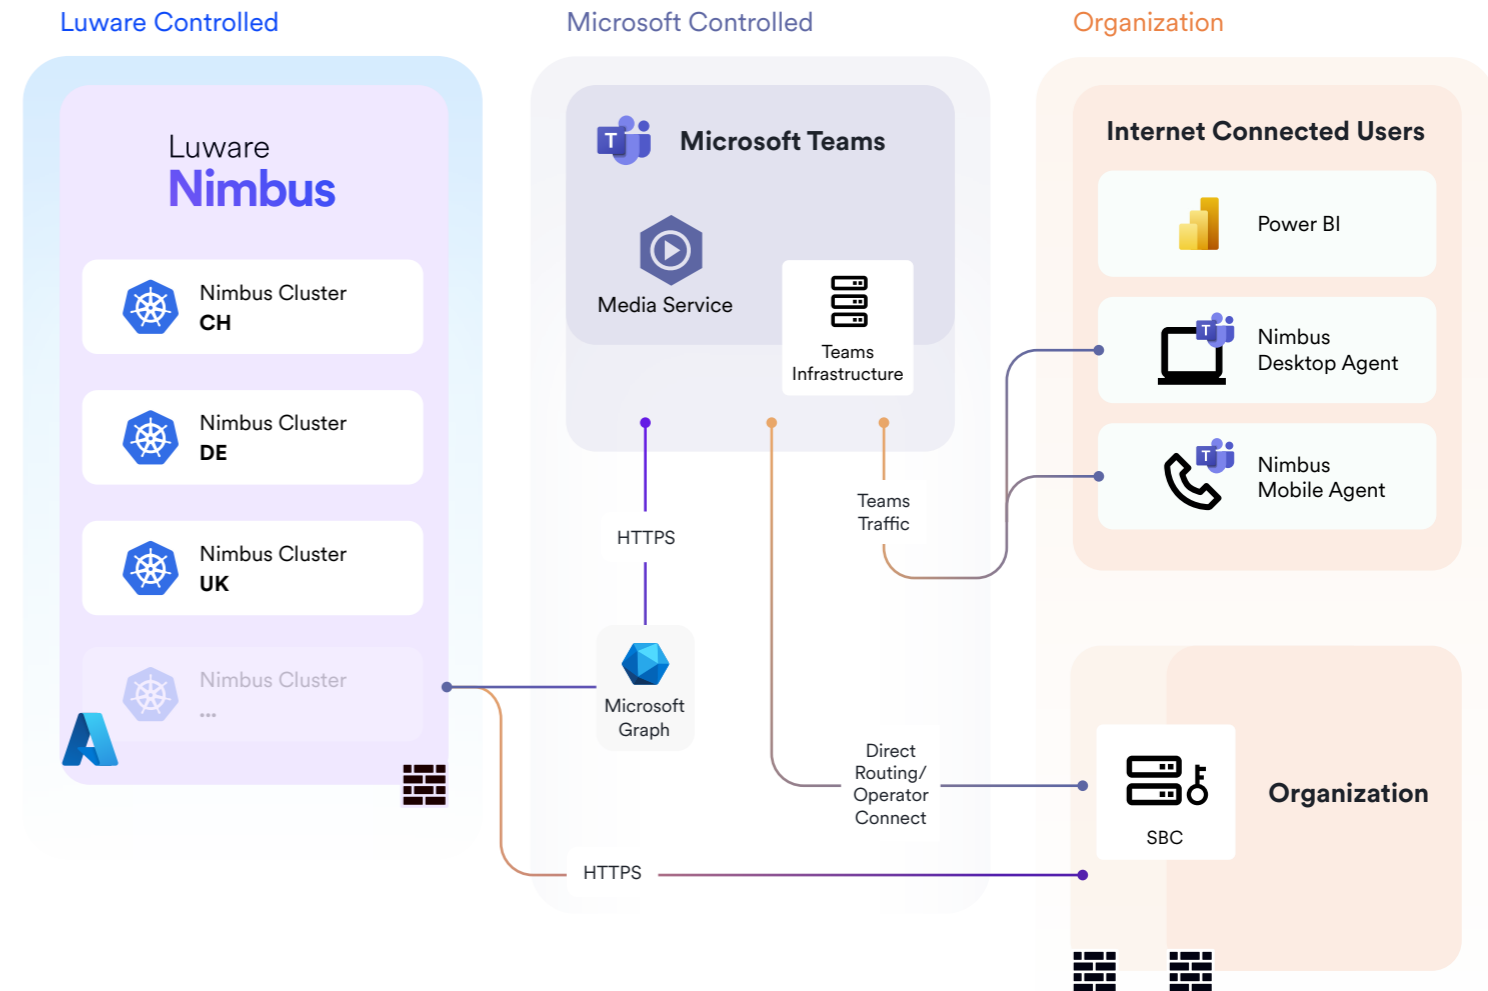 Luware Controlled
Microsoft Controlled
Organization
Luware
Nimbus
Nimbus Cluster
CH
Nimbus Cluster
DE
Nimbus Cluster
UK
Nimbus Cluster
...
T
Microsoft Teams
Media Service
Teams
Infrastructure
HTTPS
Teams
Traffic
Microsoft
Graph
Direct
Routing/
Operator
Connect
HTTPS
Internet Connected Users
Power BI
T
Nimbus
Desktop Agent
T
Nimbus
Mobile Agent
SBC
Organization